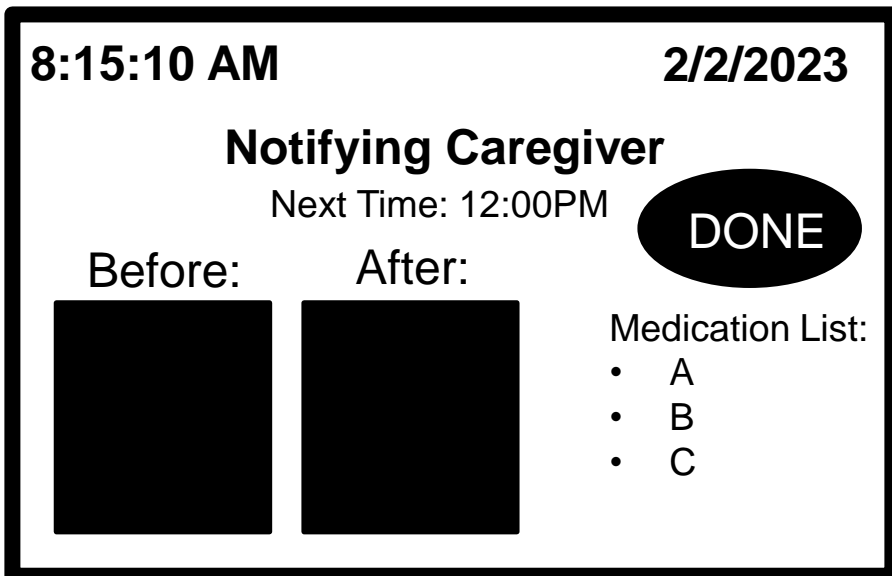 8:15:10 AM
2/2/2023
Notifying Caregiver
Next Time: 12:00PM
DONE
Before:
After:
Medication List:
• A
• B
• C